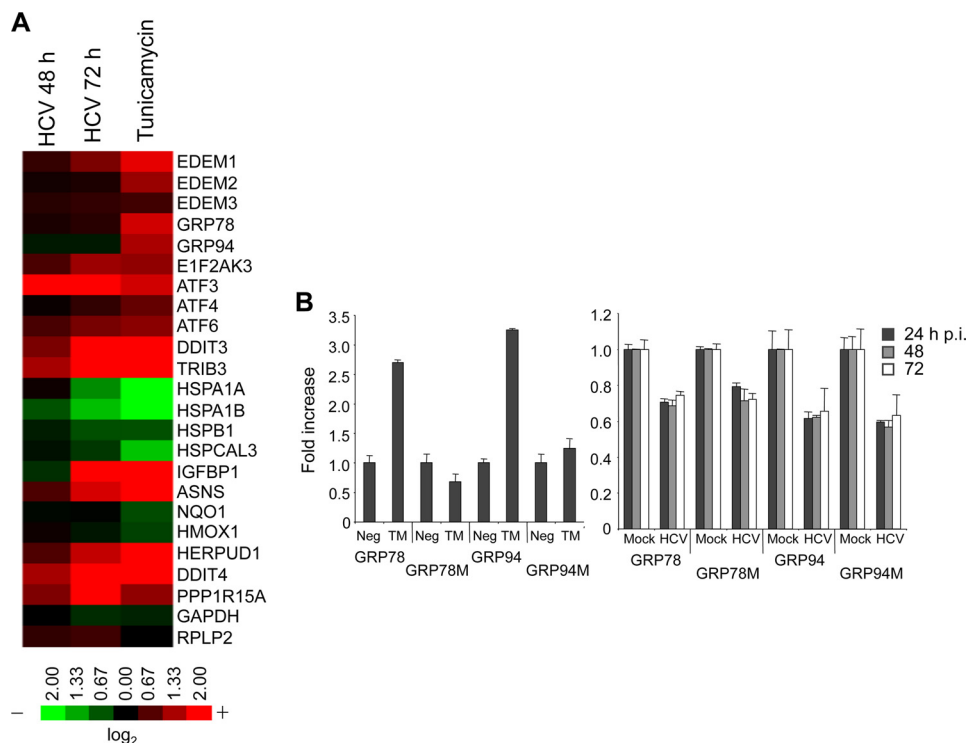 A
HCV 48 h
HCV 72 h
Tunicamycin
EDEM1
EDEM2
EDEM3
GRP78
GRP94
E1F2AK3
ATF3
ATF4
ATF6
DDIT3
TRIB3
HSPA1A
HSPA1B
HSPB1
HSPCAL3
IGFBP1
ASNS
NQO1
HMOX1
HERPUD1
DDIT4
PPP1R15A
GAPDH
RPLP2
2.00 1.33 0.67 0.00 0.67 1.33 2.00
− +
log2
B
Fold increase
3.5
3.0
2.5
2.0
1.5
1.0
0.5
0
Neg TM Neg TM Neg TM Neg TM
GRP78 GRP78M GRP94 GRP94M
1.2
1.0
0.8
0.6
0.4
0.2
0
Mock HCV Mock HCV Mock HCV Mock HCV
GRP78 GRP78M GRP94 GRP94M
24 h p.i.
48
72